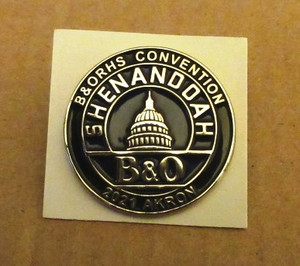 B&ORHS CONVENTION
SHENANDOAH
B&O
2021 AKRON